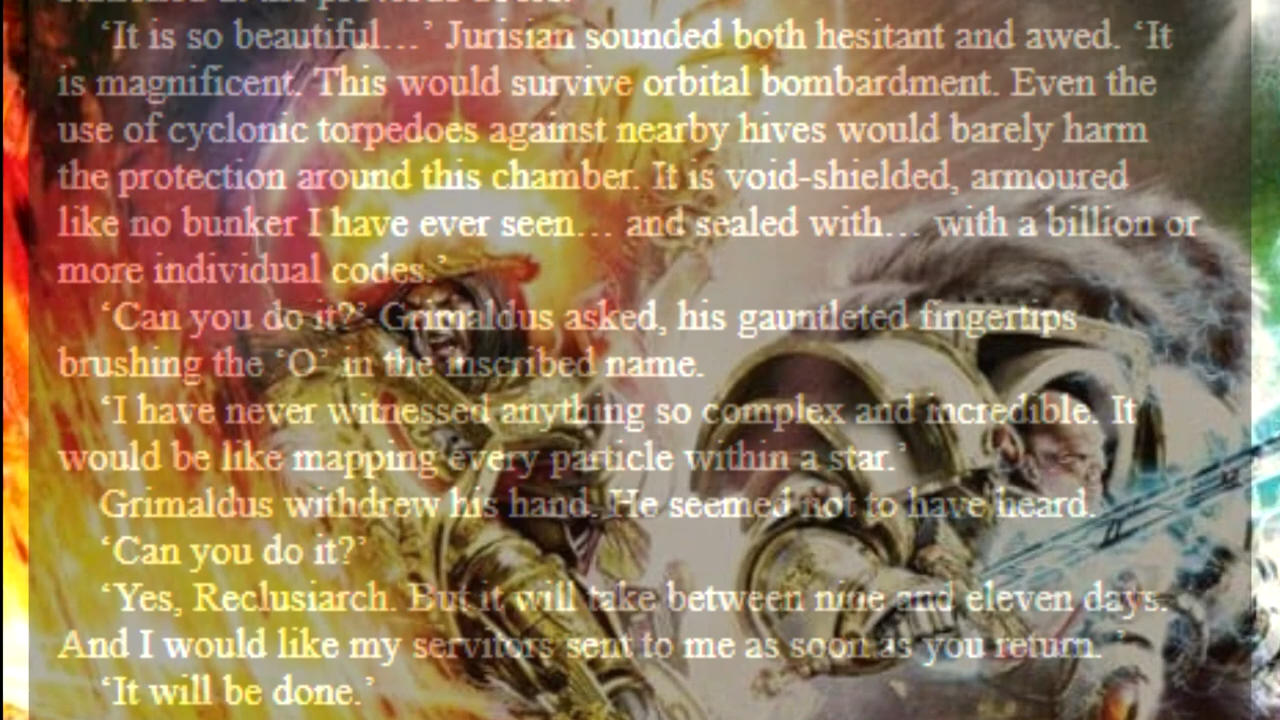 ‘It is so beautiful…’ Jurisian sounded both hesitant and awed. ‘It
is magnificent. This would survive orbital bombardment. Even the
use of cyclonic torpedoes against nearby hives would barely harm
the protection around this chamber. It is void-shielded, armoured
like no bunker I have ever seen… and sealed with… with a billion or
more individual codes.’
‘Can you do it?’ Grimaldus asked, his gauntleted fingertips
brushing the ‘O’ in the inscribed name.
‘I have never witnessed anything so complex and incredible. It
would be like mapping every particle within a star.’
Grimaldus withdrew his hand. He seemed not to have heard.
‘Can you do it?’
‘Yes, Reclusiarch. But it will take between nine and eleven days.
And I would like my servitors sent to me as soon as you return. ’
‘It will be done.’